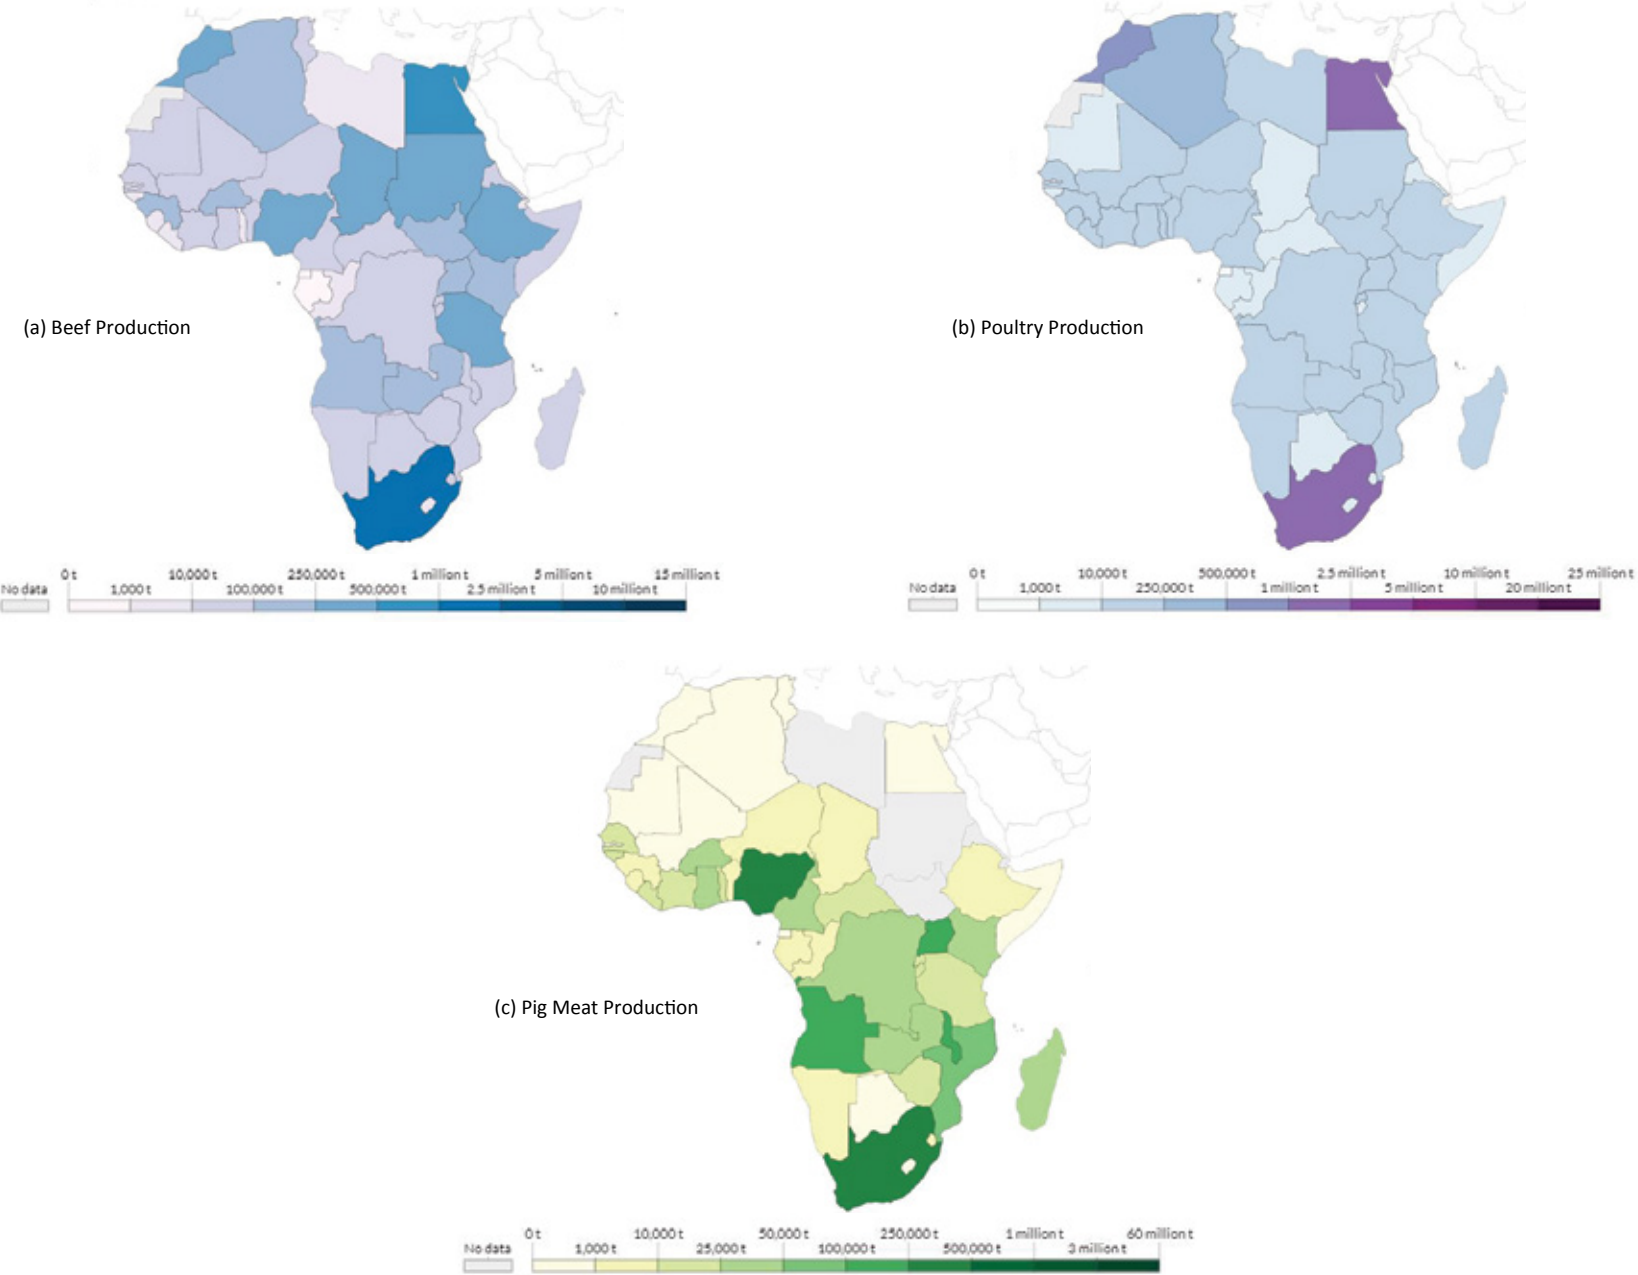 (a) Beef Production
(b) Poultry Production
0 t 10,000 t 250,000 t 1 million t 5 million t 15 million t
No data 1,000 t 100,000 t 500,000 t 2.5 million t 10 million t
0 t 10,000 t 500,000 t 2.5 million t 10 million t 25 million t
No data 1,000 t 250,000 t 1 million t 5 million t 20 million t
(c) Pig Meat Production
0 t 10,000 t 50,000 t 250,000 t 1 million t 60 million t
No data 1,000 t 25,000 t 100,000 t 500,000 t 3 million t